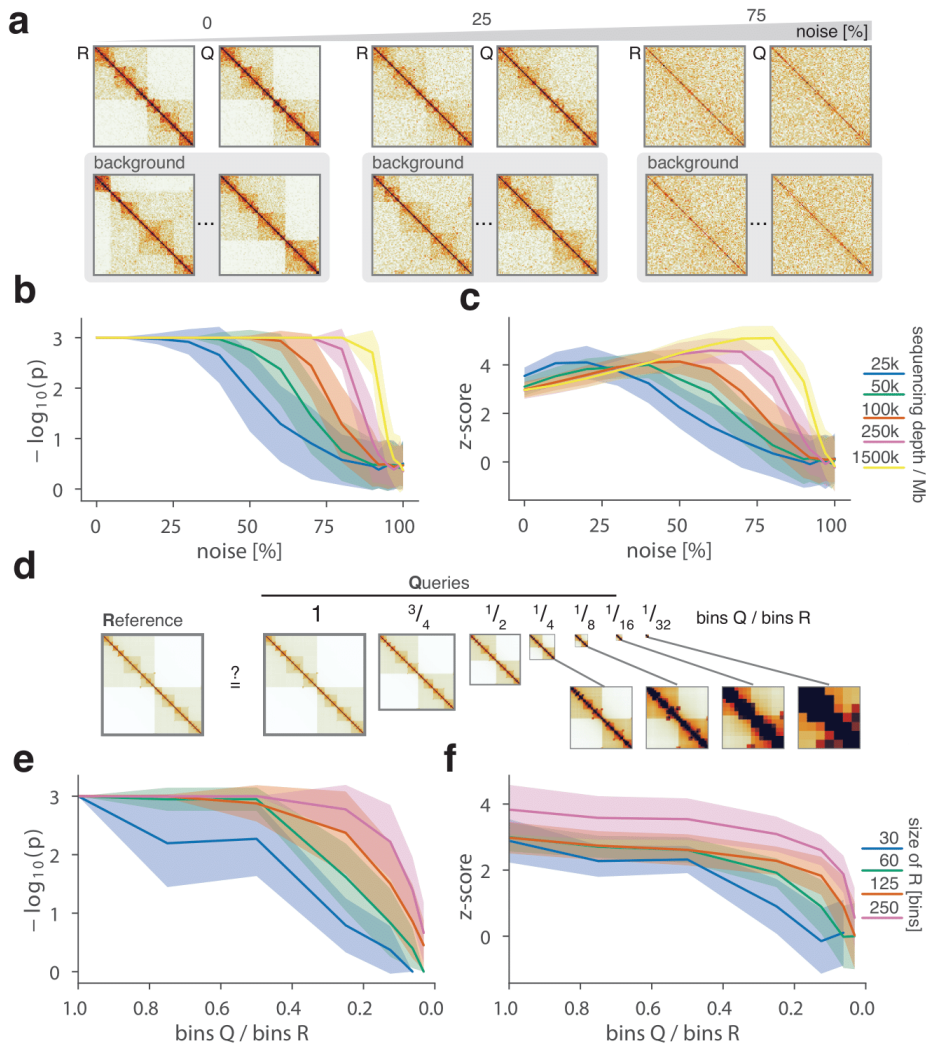 a
0
25
75
noise [%]
R
Q
R
Q
R
Q
background
...
background
...
background
...
b
3
2
1
0
− log₁₀(p)
0
25
50
75
100
noise [%]
c
4
2
0
z-score
0
25
50
75
100
noise [%]
25k
50k
100k
250k
1500k
sequencing depth / Mb
d
Queries
Reference
1
3/4
1/2
1/4
1/8
1/16
1/32
bins Q / bins R
?
=
e
3
2
1
0
− log₁₀(p)
1.0
0.8
0.6
0.4
0.2
0.0
bins Q / bins R
f
4
2
0
z-score
1.0
0.8
0.6
0.4
0.2
0.0
bins Q / bins R
30
60
125
250
size of R [bins]